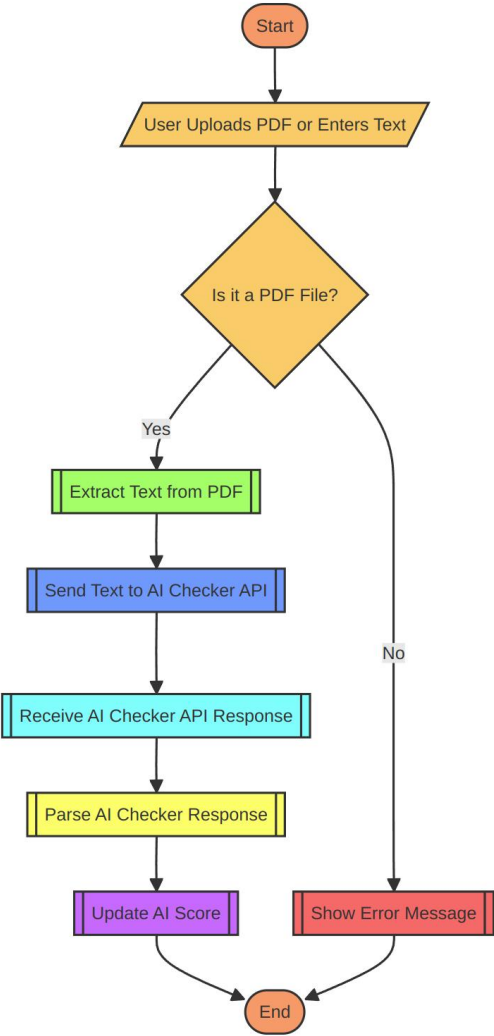 Start
User Uploads PDF or Enters Text
Is it a PDF File?
Yes
Extract Text from PDF
Send Text to AI Checker API
No
Receive AI Checker API Response
Parse AI Checker Response
Update AI Score
Show Error Message
End